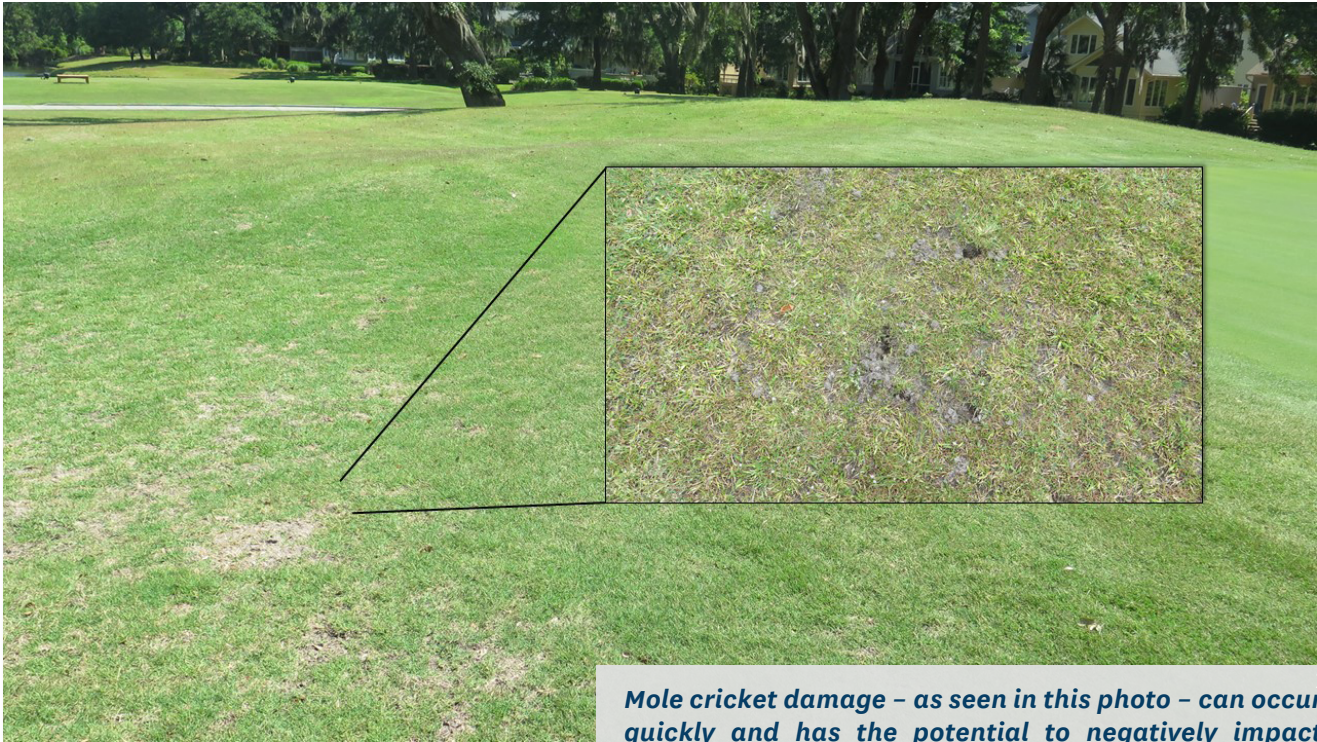 Mole cricket damage – as seen in this photo – can occur
quickly and has the potential to negatively impact